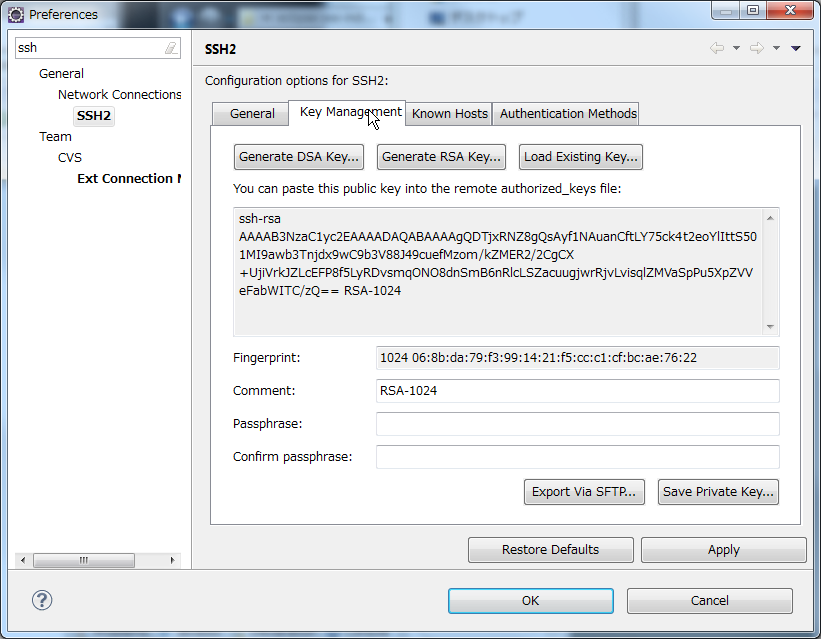 Preferences
ssh
General
Network Connections
SSH2
Team
CVS
Ext Connection
SSH2
Configuration options for SSH2:
General
Key Management
Known Hosts
Authentication Methods
Generate DSA Key...
Generate RSA Key...
Load Existing Key...
You can paste this public key into the remote authorized_keys file:
ssh-rsa
AAAAB3NzaC1yc2EAAAADAQABAAAAgQDTjxRNZ8gQsAyf1NAuanCftLY75ck4t2eoYlIttS50
1MI9awb3Tnjdx9wC9b3V88J49cuefMzom/kZMER2/2CgCX
+UjiVrkJZLcEFP8f5LyRDvsmqONO8dnSmB6nRlcLSZacuugjwrRjvLvisqlZMVaSpPu5XpZVV
eFabWITC/zQ== RSA-1024
Fingerprint:
1024 06:8b:da:79:f3:99:14:21:f5:cc:c1:cf:bc:ae:76:22
Comment:
RSA-1024
Passphrase:
Confirm passphrase:
Export Via SFTP...
Save Private Key...
Restore Defaults
Apply
OK
Cancel